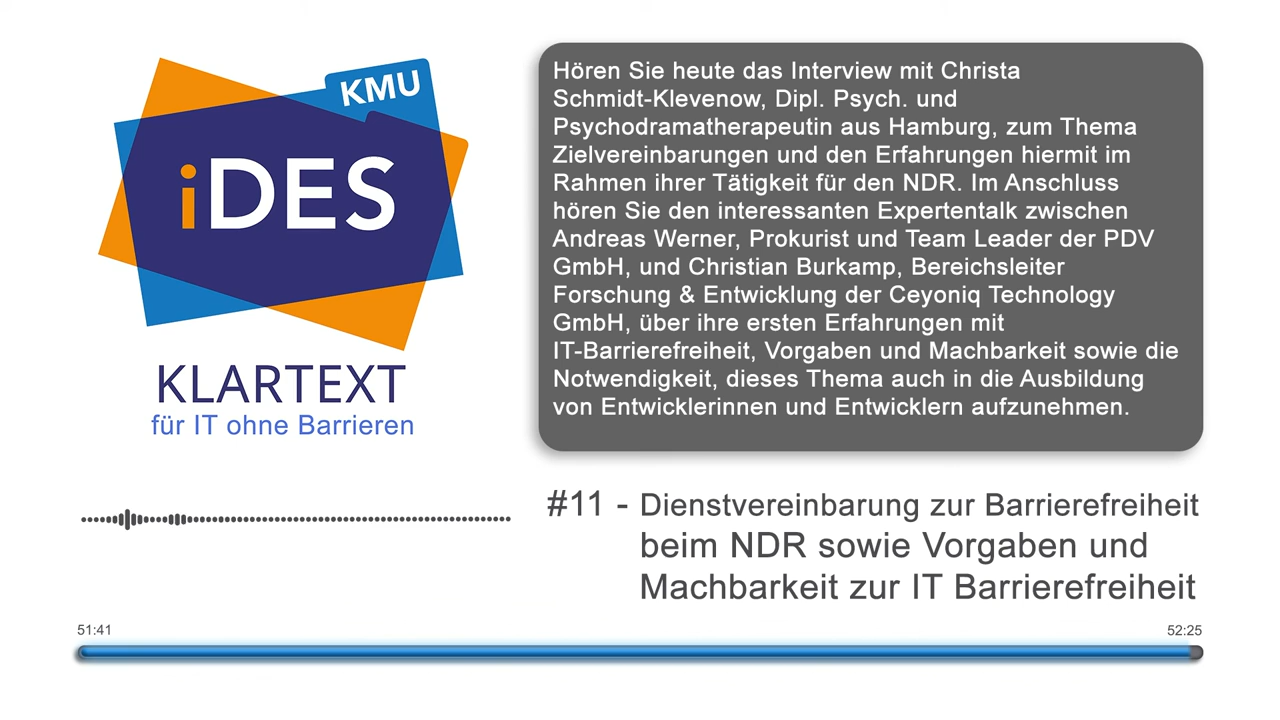 KMU
iDES
KLARTEXT
für IT ohne Barrieren
Hören Sie heute das Interview mit Christa
Schmidt-Klevenow, Dipl. Psych. und
Psychodramatherapeutin aus Hamburg, zum Thema
Zielvereinbarungen und den Erfahrungen hiermit im
Rahmen ihrer Tätigkeit für den NDR. Im Anschluss
hören Sie den interessanten Expertentalk zwischen
Andreas Werner, Prokurist und Team Leader der PDV
GmbH, und Christian Burkamp, Bereichsleiter
Forschung & Entwicklung der Ceyoniq Technology
GmbH, über ihre ersten Erfahrungen mit
IT-Barrierefreiheit, Vorgaben und Machbarkeit sowie die
Notwendigkeit, dieses Thema auch in die Ausbildung
von Entwicklerinnen und Entwicklern aufzunehmen.
#11 - Dienstvereinbarung zur Barrierefreiheit
beim NDR sowie Vorgaben und
Machbarkeit zur IT Barrierefreiheit
51:41
52:25